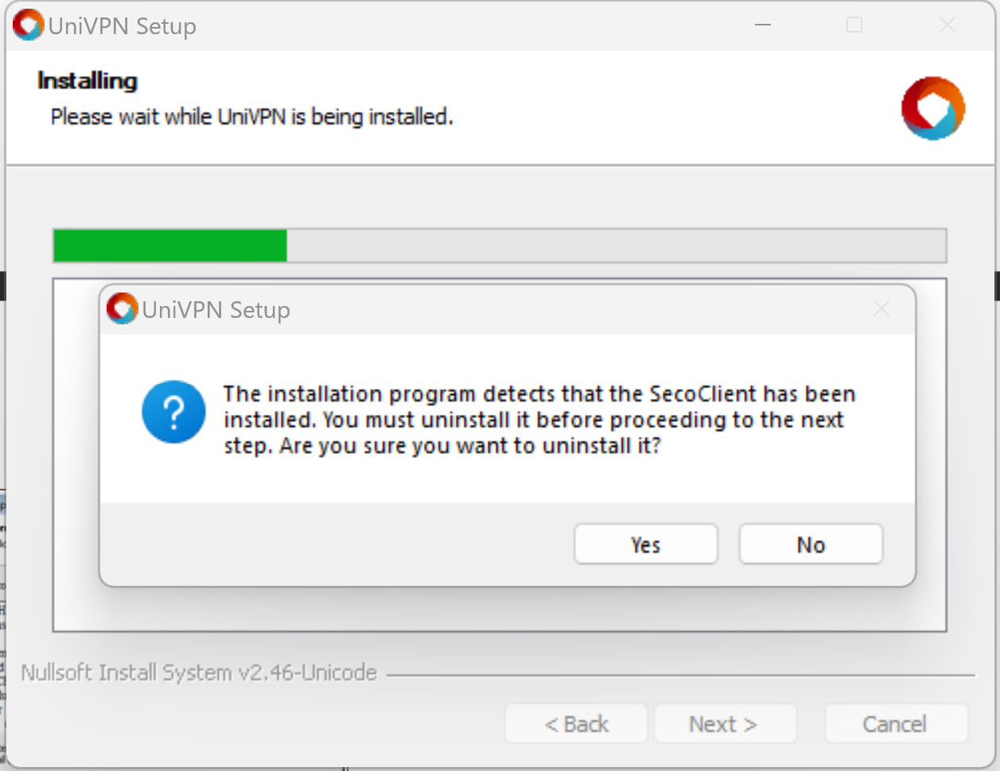 UniVPN Setup
Installing
Please wait while UniVPN is being installed.
UniVPN Setup
The installation program detects that the SecoClient has been
installed. You must uninstall it before proceeding to the next
step. Are you sure you want to uninstall it?
Yes
No
Nullsoft Install System v2.46-Unicode
< Back
Next >
Cancel